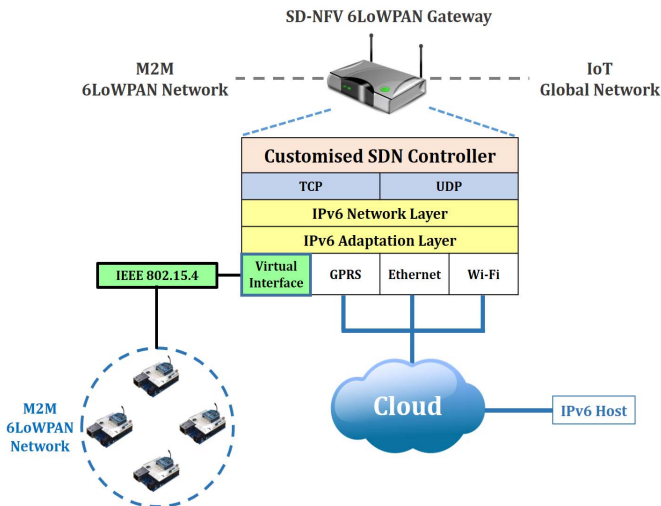 SD-NFV 6LoWPAN Gateway
M2M
6LoWPAN Network
IoT
Global Network
Customised SDN Controller
TCP
UDP
IPv6 Network Layer
IPv6 Adaptation Layer
IEEE 802.15.4
Virtual
Interface
GPRS
Ethernet
Wi-Fi
M2M
6LoWPAN
Network
Cloud
IPv6 Host